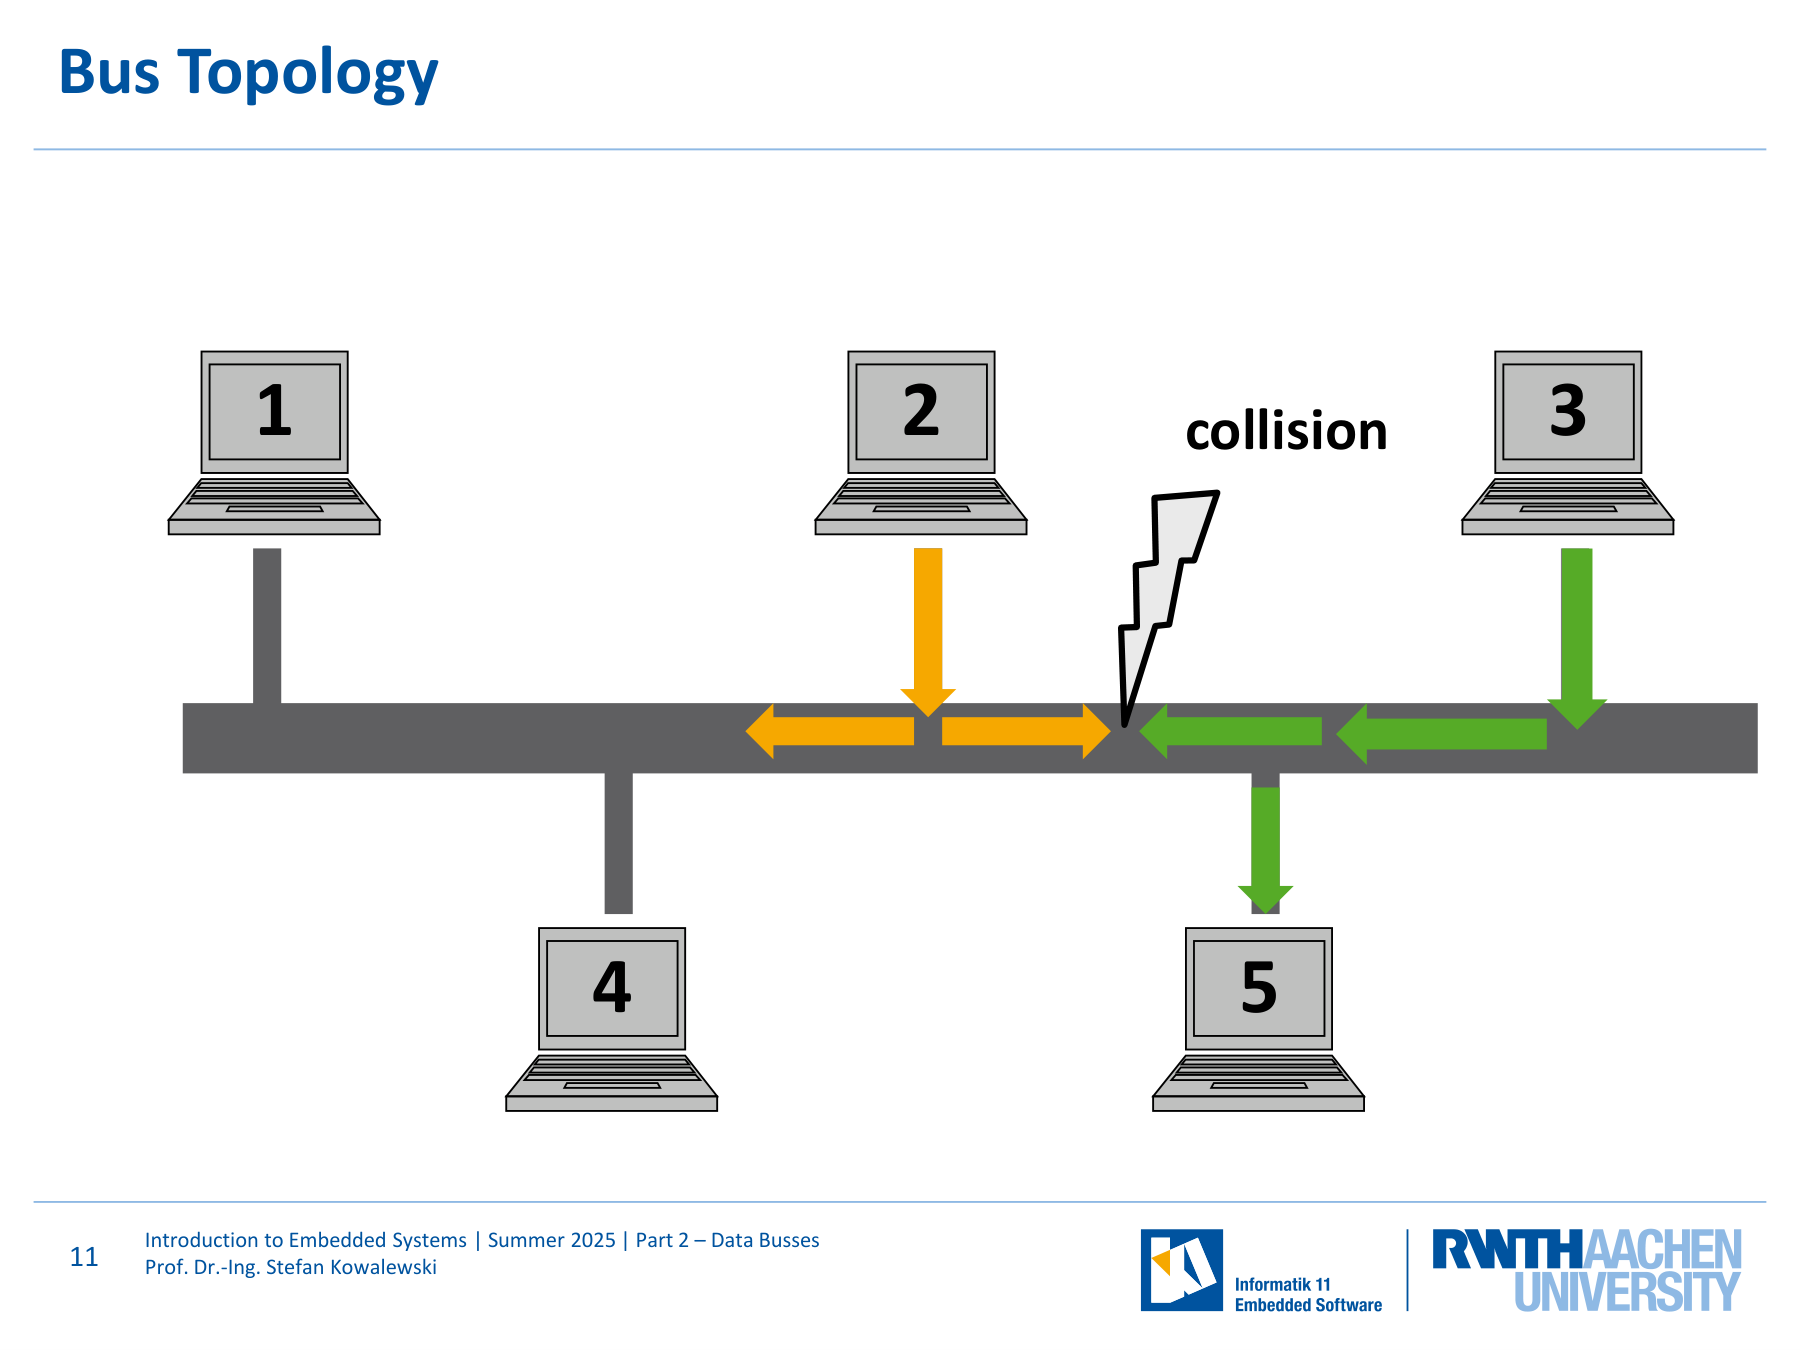 Bus Topology
1
2
3
collision
4
5
11
Introduction to Embedded Systems | Summer 2025 | Part 2 – Data Busses
Prof. Dr.-Ing. Stefan Kowalewski
Informatik 11
Embedded Software
RWTHAACHEN
UNIVERSITY